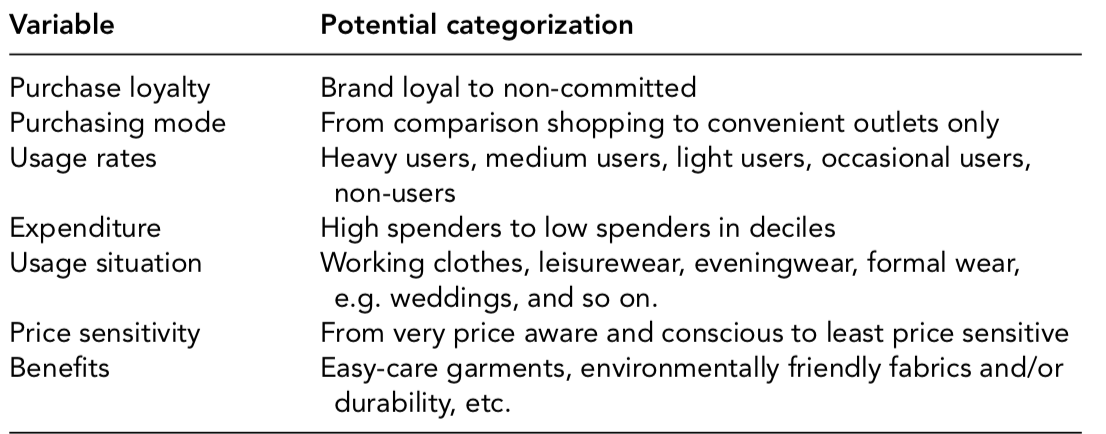 Variable Potential categorization
Purchase loyalty Brand loyal to non-committed
Purchasing mode From comparison shopping to convenient outlets only
Usage rates Heavy users, medium users, light users, occasional users,
non-users
Expenditure High spenders to low spenders in deciles
Usage situation Working clothes, leisurewear, eveningwear, formal wear,
e.g. weddings, and so on.
Price sensitivity From very price aware and conscious to least price sensitive
Benefits Easy-care garments, environmentally friendly fabrics and/or
durability, etc.